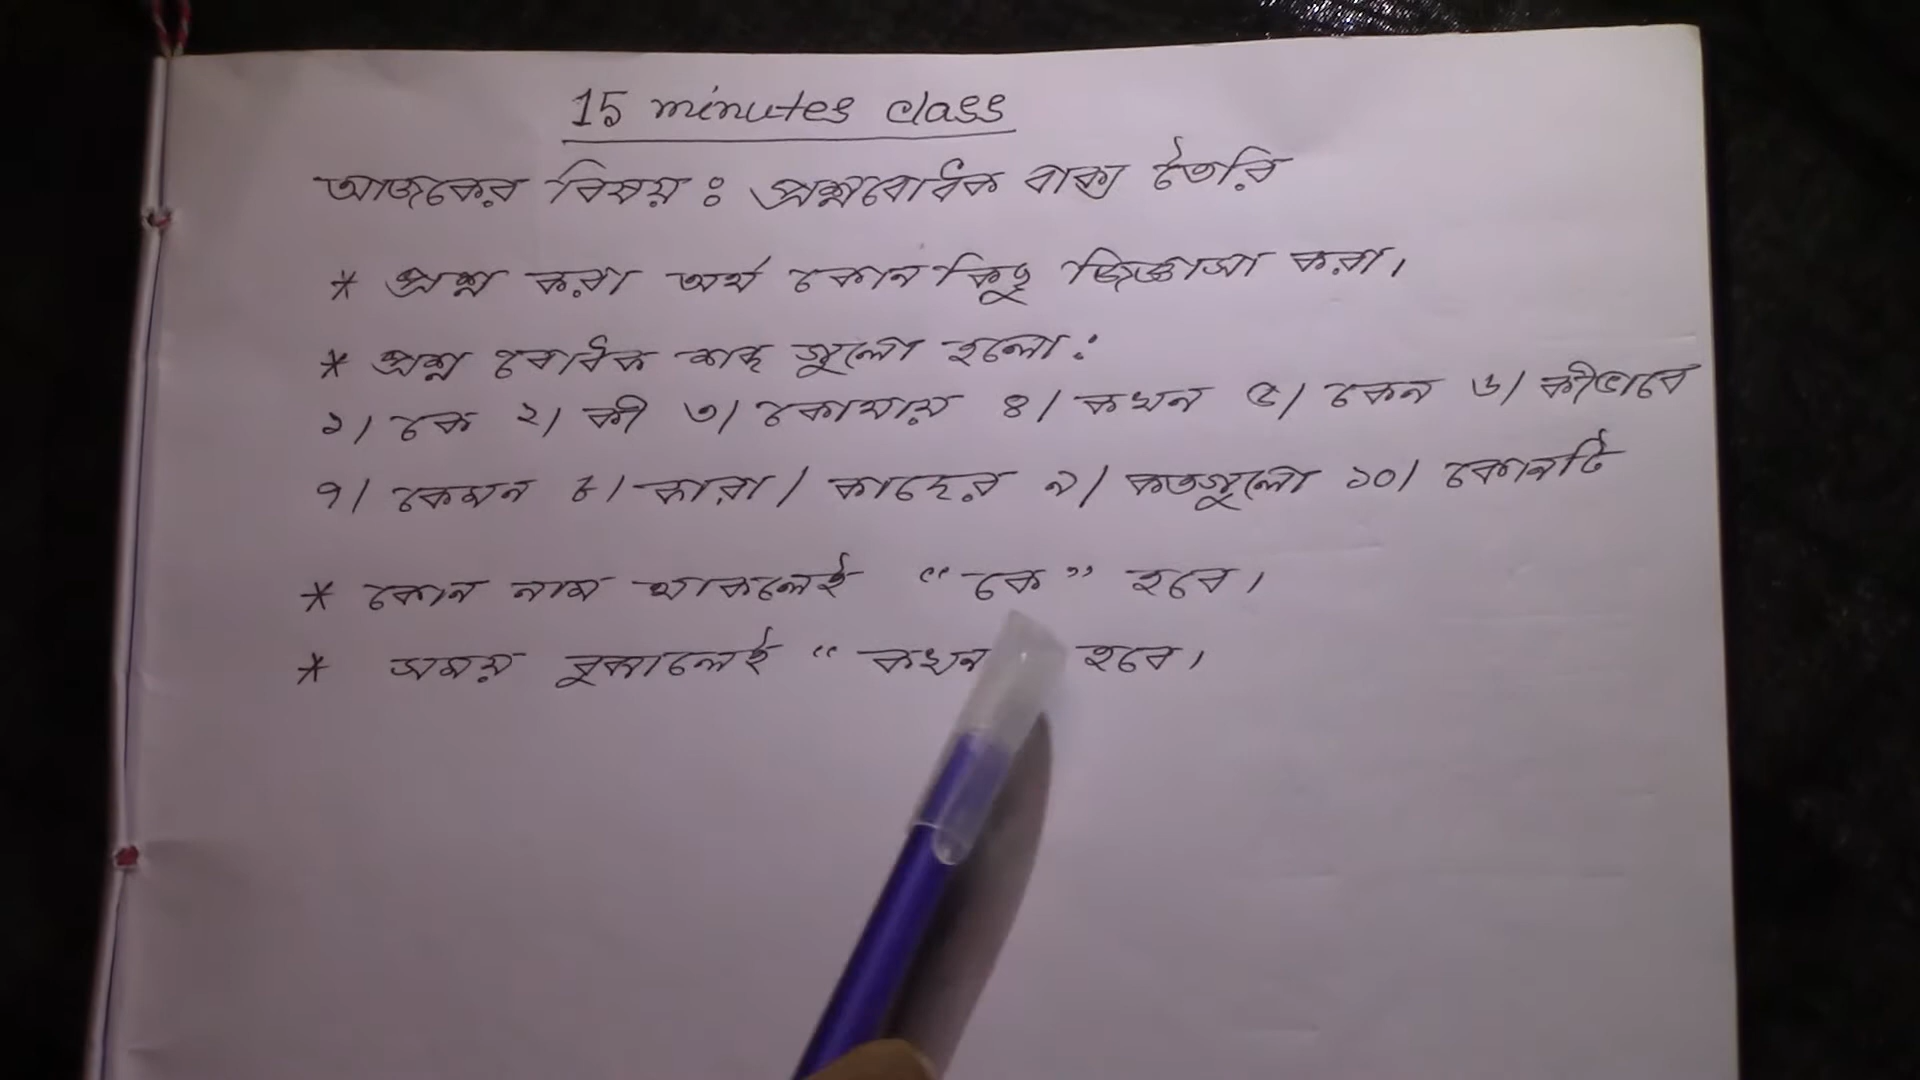 15 minutes class
আজকের বিষয় : প্রশ্নবোধক বাক্য তৈরি
* প্রশ্ন করা অর্থ কোন কিছু জিজ্ঞাসা করা।
* প্রশ্ন বোধক শব্দ গুলো হলো :
১/ কে ২/ কী ৩/ কোথায় ৪/ কখন ৫/ কেন ৬/ কীভাবে
৭/ কেমন ৮/ কারা/ কাদের ৯/ কতগুলো ১০/ কোনটি
* কোন নাম থাকলেই “কে” হবে।
* সময় বুঝালেই “কখন হবে।